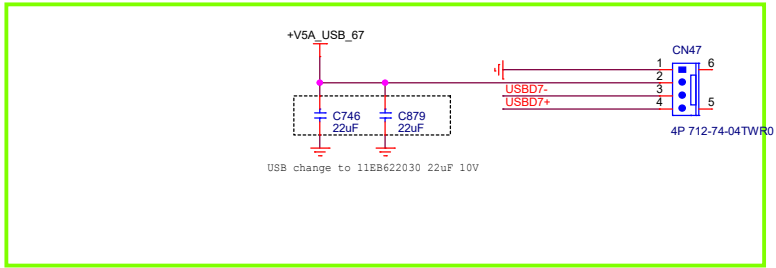 +V5A_USB_67
CN47
1
6
2
USBD7-
3
USBD7+
4
5
C746
22uF
C879
22uF
4P 712-74-04TWR0
USB change to 11EB622030 22uF 10V